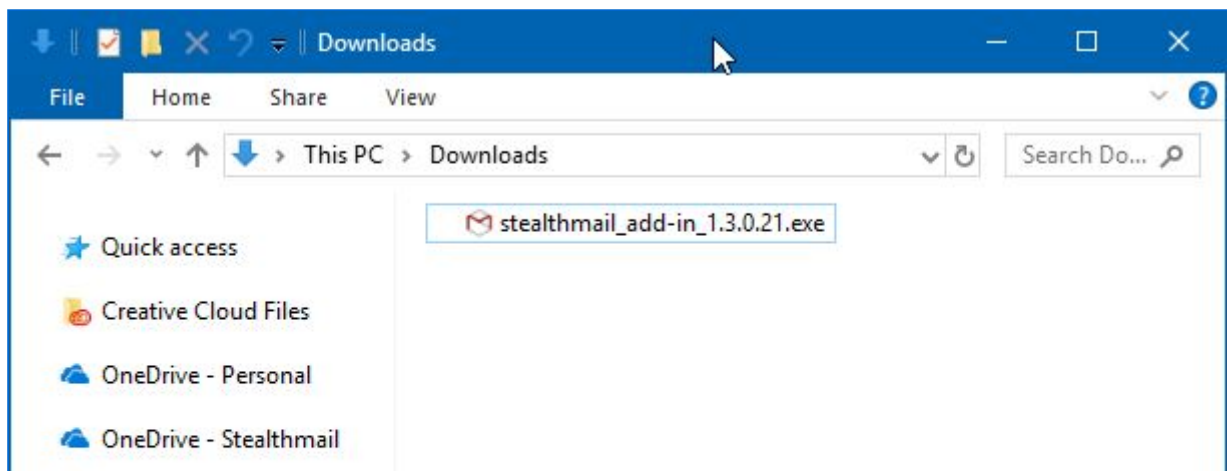 Downloads
File Home Share View
This PC > Downloads Search Do...
stealthmail_add-in_1.3.0.21.exe
Quick access
Creative Cloud Files
OneDrive - Personal
OneDrive - Stealthmail